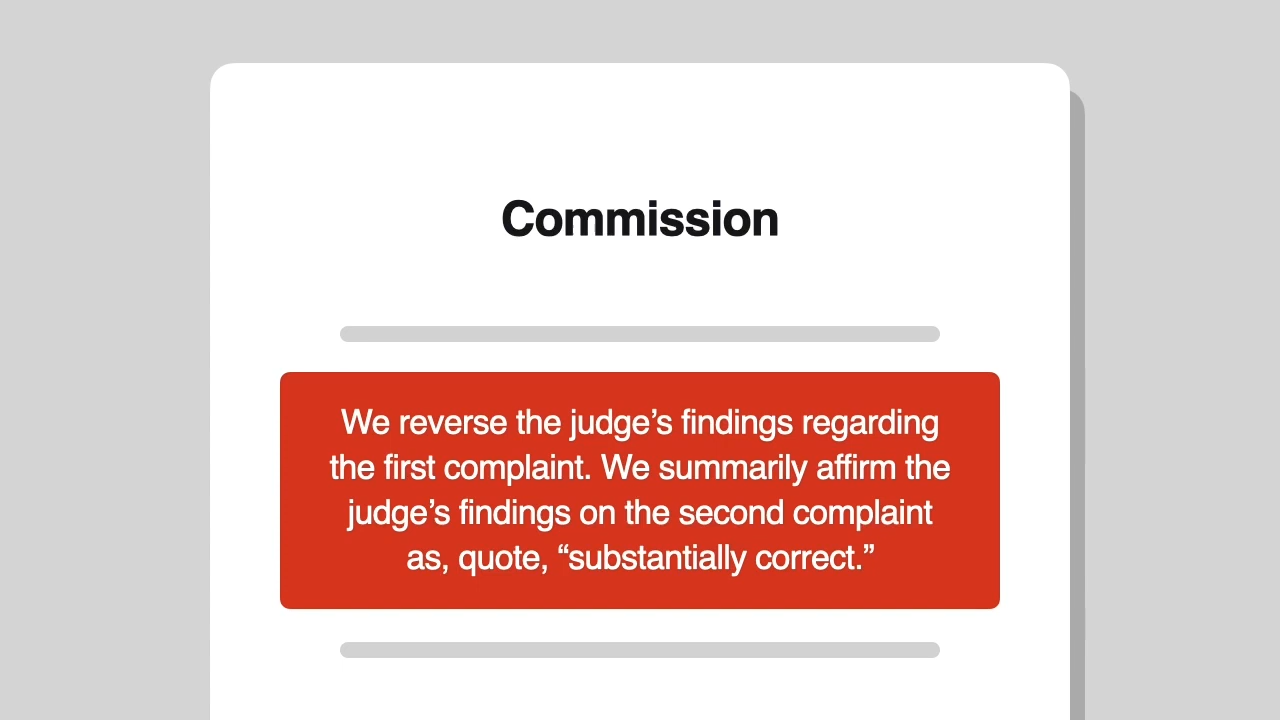 Commission
We reverse the judge’s findings regarding
the first complaint. We summarily affirm the
judge’s findings on the second complaint
as, quote, “substantially correct.”